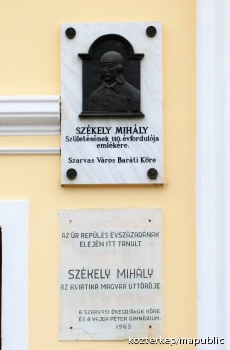 SZÉKELY MIHÁLY
Születésének 110. évfordulója
emlékére.
Szarvas Város Baráti Köre
AZ ŰR REPÜLÉS ÉVSZÁZADÁNAK
ELEJÉN ITT TANULT
SZÉKELY MIHÁLY
AZ AVIATIKA MAGYAR ÚTTÖRŐJE
A SZARVASI ÖREGDIÁKOK KÖRE
ÉS A VAJDA PÉTER GIMNÁZIUM
1965
kozterkep/mapublic